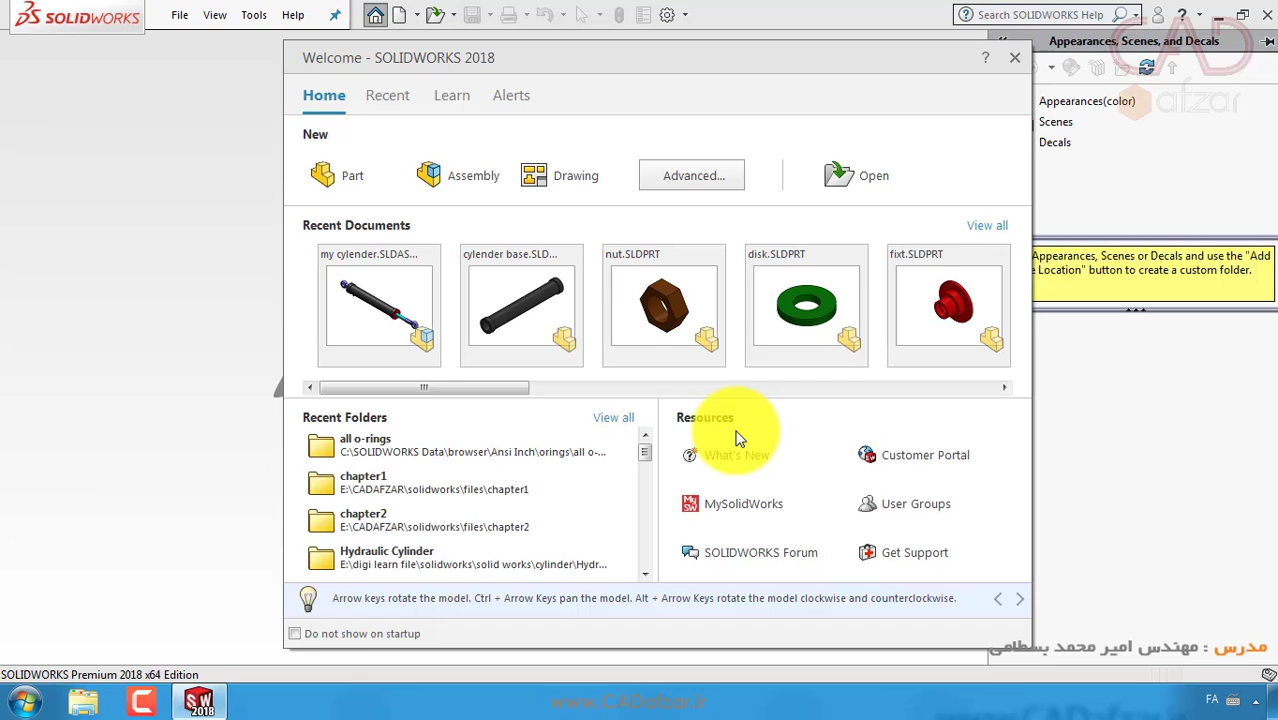 SOLIDWORKS
File View Tools Help
Search SOLIDWORKS Help
?
Welcome - SOLIDWORKS 2018
?
Appearances, Scenes, and Decals
CAD
afzar
Home Recent Learn Alerts
Appearances(color)
Scenes
Decals
New
Part Assembly Drawing Advanced... Open
Recent Documents View all
my cylender.SLDAS... cylender base.SLD... nut.SLDPRT disk.SLDPRT fixt.SLDPRT
Appearances, Scenes or Decals and use the "Add
e Location" button to create a custom folder.
Recent Folders View all
all o-rings
C:\SOLIDWORKS Data\browser\Ansi Inch\orings\all o-...
chapter1
E:\CADAFZAR\solidworks\files\chapter1
chapter2
E:\CADAFZAR\solidworks\files\chapter2
Hydraulic Cylinder
E:\digi learn file\solidworks\solid works\cylinder\Hydr...
Resources
What's New Customer Portal
MySolidWorks User Groups
SOLIDWORKS Forum Get Support
Arrow keys rotate the model. Ctrl + Arrow Keys pan the model. Alt + Arrow Keys rotate the model clockwise and counterclockwise.
Do not show on startup
مدرس : مهندس امیر محمد بسطامی
SOLIDWORKS Premium 2018 x64 Edition
SW
2018
www.CADafzar.ir
FA